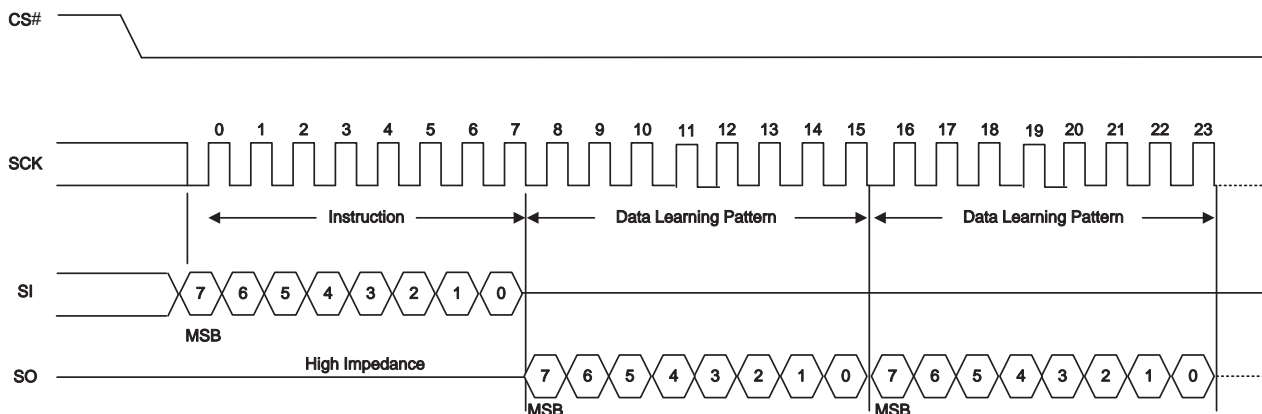 CS#
0 1 2 3 4 5 6 7 8 9 10 11 12 13 14 15 16 17 18 19 20 21 22 23
SCK
Instruction Data Learning Pattern Data Learning Pattern
SI 7 6 5 4 3 2 1 0
MSB
High Impedance
SO 7 6 5 4 3 2 1 0 7 6 5 4 3 2 1 0
MSB MSB